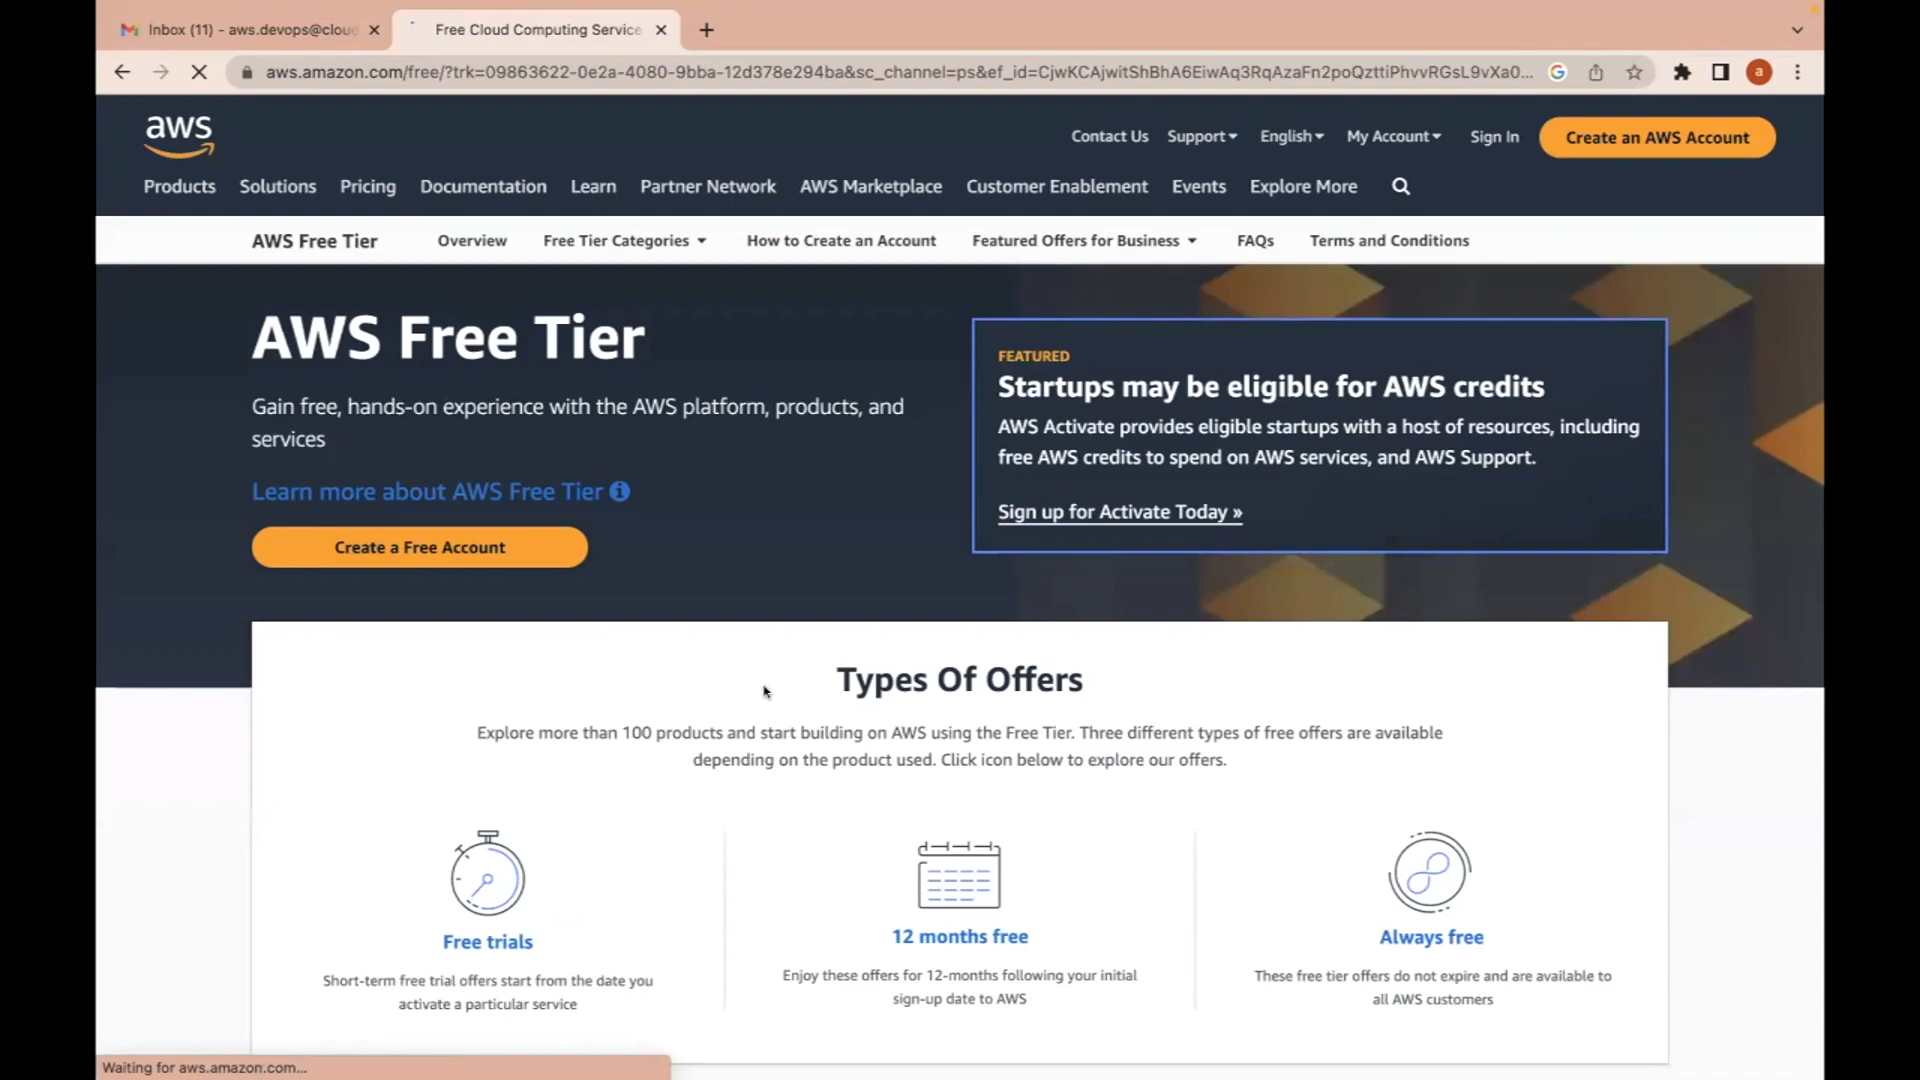 Inbox (11) - aws.devops@cloud
Free Cloud Computing Service
aws.amazon.com/free/?trk=09863622-0e2a-4080-9bba-12d378e294ba&sc_channel=ps&ef_id=CjwKCAjwitShBhA6EiwAq3RqAzaFn2poQzttiPhvvRGsL9vXa0...
a
aws
Contact Us Support English My Account Sign In Create an AWS Account
Products Solutions Pricing Documentation Learn Partner Network AWS Marketplace Customer Enablement Events Explore More
AWS Free Tier Overview Free Tier Categories How to Create an Account Featured Offers for Business FAQs Terms and Conditions
AWS Free Tier
Gain free, hands-on experience with the AWS platform, products, and
services
Learn more about AWS Free Tier
Create a Free Account
FEATURED
Startups may be eligible for AWS credits
AWS Activate provides eligible startups with a host of resources, including
free AWS credits to spend on AWS services, and AWS Support.
Sign up for Activate Today »
Types Of Offers
Explore more than 100 products and start building on AWS using the Free Tier. Three different types of free offers are available
depending on the product used. Click icon below to explore our offers.
Free trials
Short-term free trial offers start from the date you
activate a particular service
12 months free
Enjoy these offers for 12-months following your initial
sign-up date to AWS
Always free
These free tier offers do not expire and are available to
all AWS customers
Waiting for aws.amazon.com...